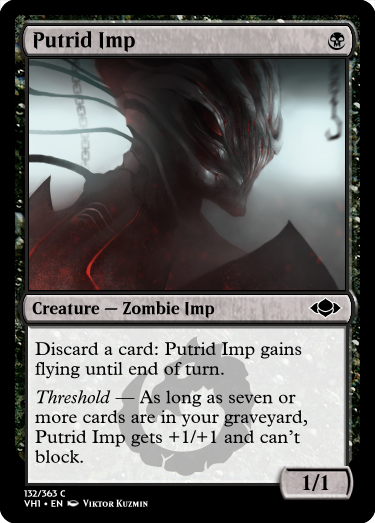 Putrid Imp
Creature — Zombie Imp
Discard a card: Putrid Imp gains
flying until end of turn.
Threshold — As long as seven or
more cards are in your graveyard,
Putrid Imp gets +1/+1 and can't
block.
1/1
132/363 C
VH1 • EN Viktor Kuzmin